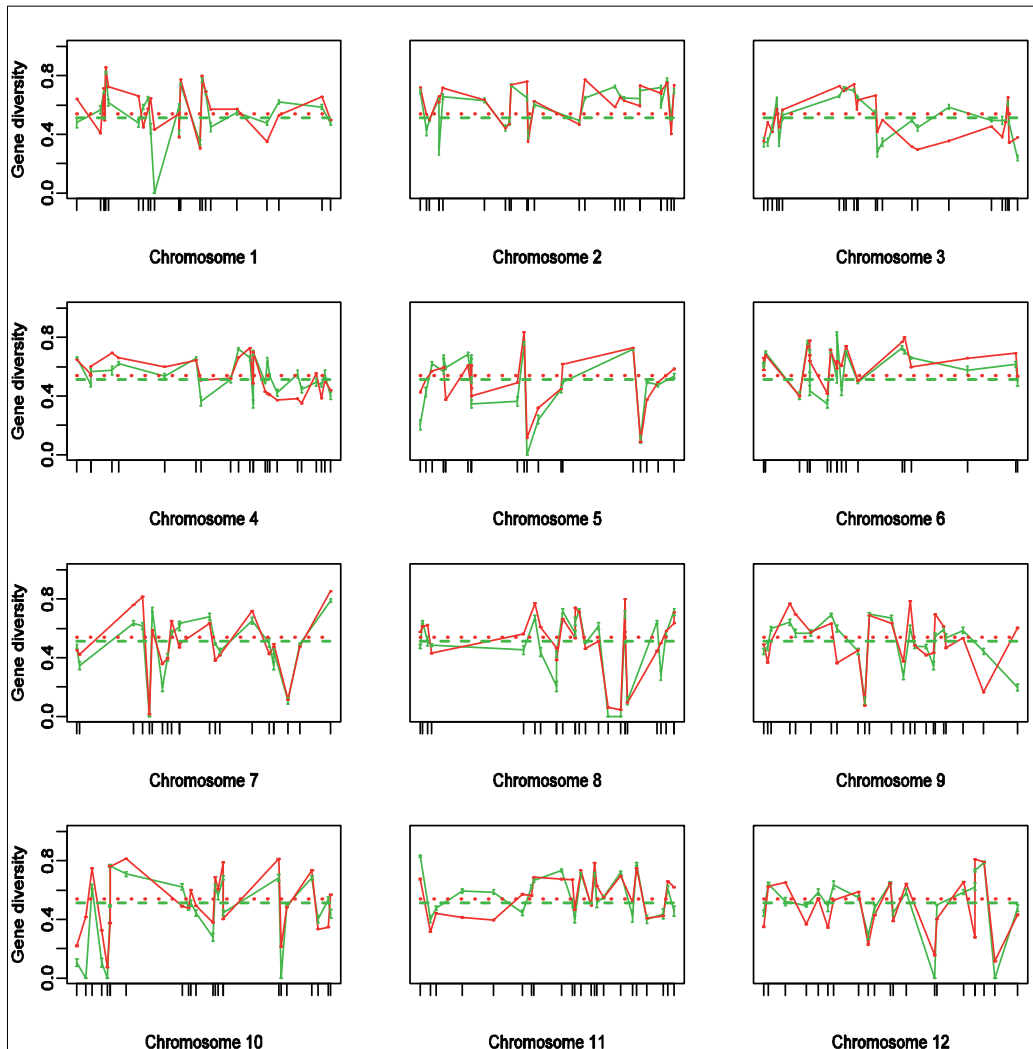 Gene diversity
0.0 0.4 0.8
Chromosome 1
Chromosome 2
Chromosome 3
Gene diversity
0.0 0.4 0.8
Chromosome 4
Chromosome 5
Chromosome 6
Gene diversity
0.0 0.4 0.8
Chromosome 7
Chromosome 8
Chromosome 9
Gene diversity
0.0 0.4 0.8
Chromosome 10
Chromosome 11
Chromosome 12